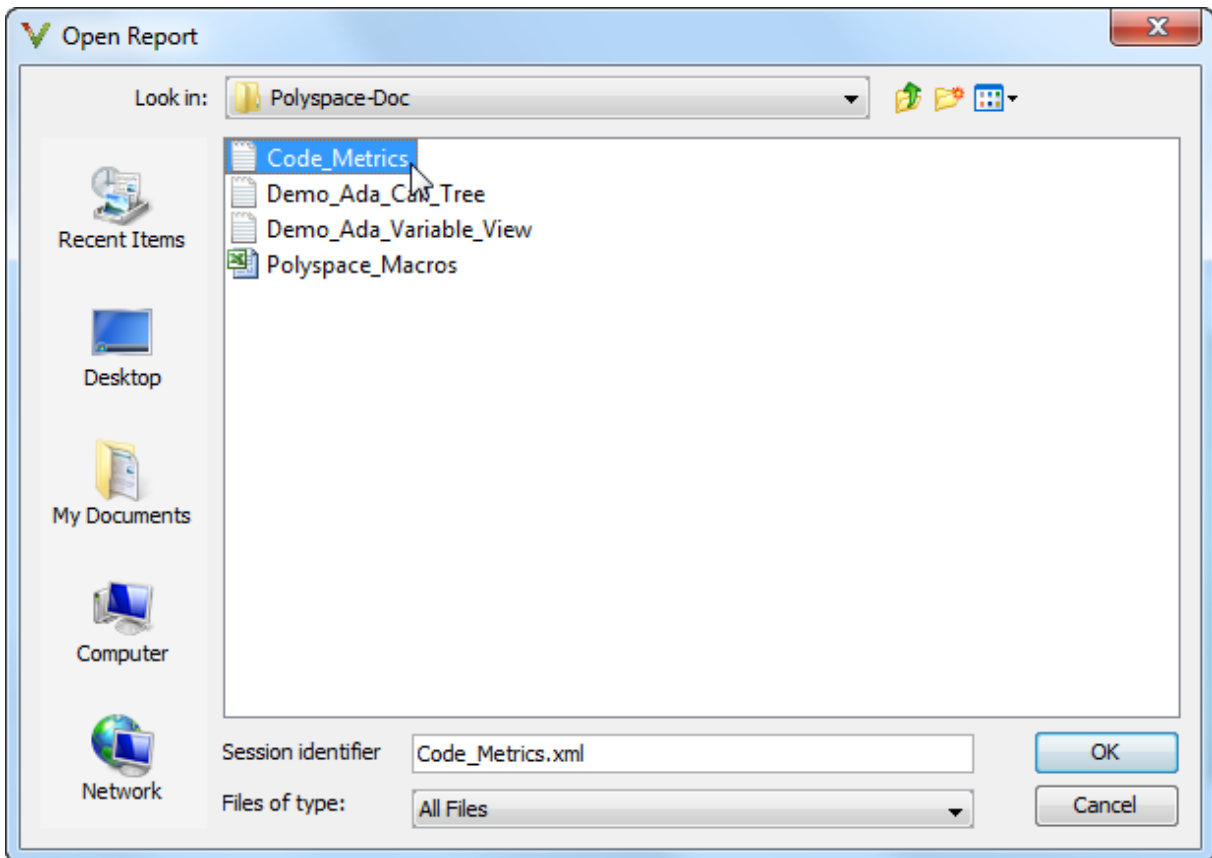 Open Report
Look in: Polyspace-Doc
Code_Metrics
Demo_Ada_Call_Tree
Demo_Ada_Variable_View
Polyspace_Macros
Recent Items
Desktop
My Documents
Computer
Network
Session identifier Code_Metrics.xml OK
Files of type: All Files Cancel